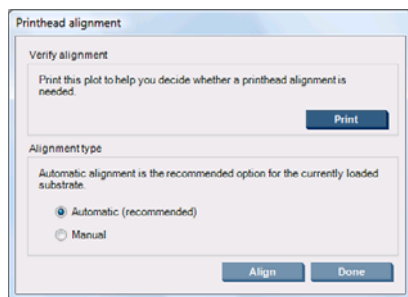 Printhead alignment
Verify alignment
Print this plot to help you decide whether a printhead alignment is
needed.
Print
Alignment type
Automatic alignment is the recommended option for the currently loaded
substrate.
Automatic (recommended)
Manual
Align Done